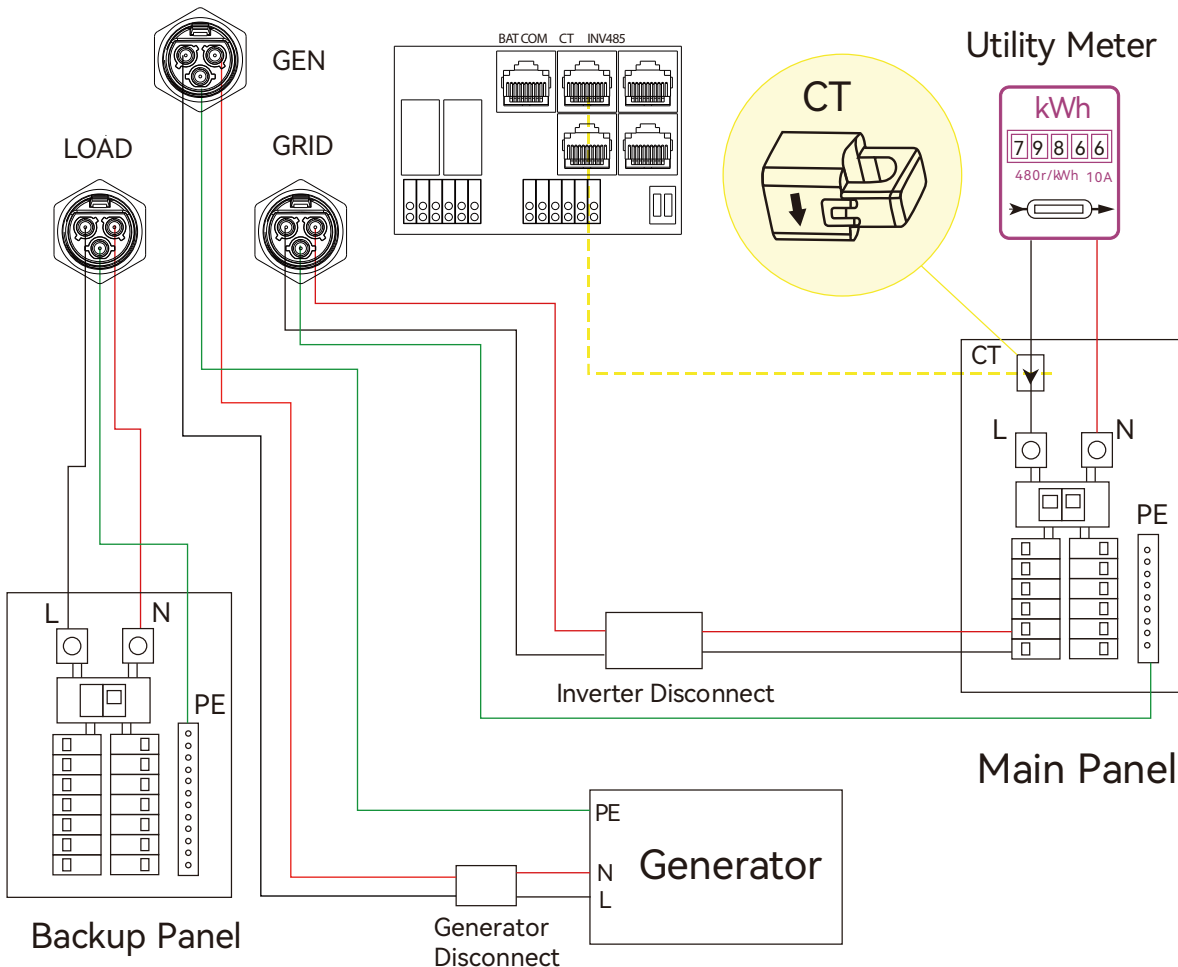 BAT COM CT INV485
Utility Meter
GEN
CT
kWh
79866
480r/kWh 10A
LOAD
GRID
CT
L
N
PE
L
N
PE
Inverter Disconnect
Main Panel
PE
Generator
N
L
Generator
Disconnect
Backup Panel